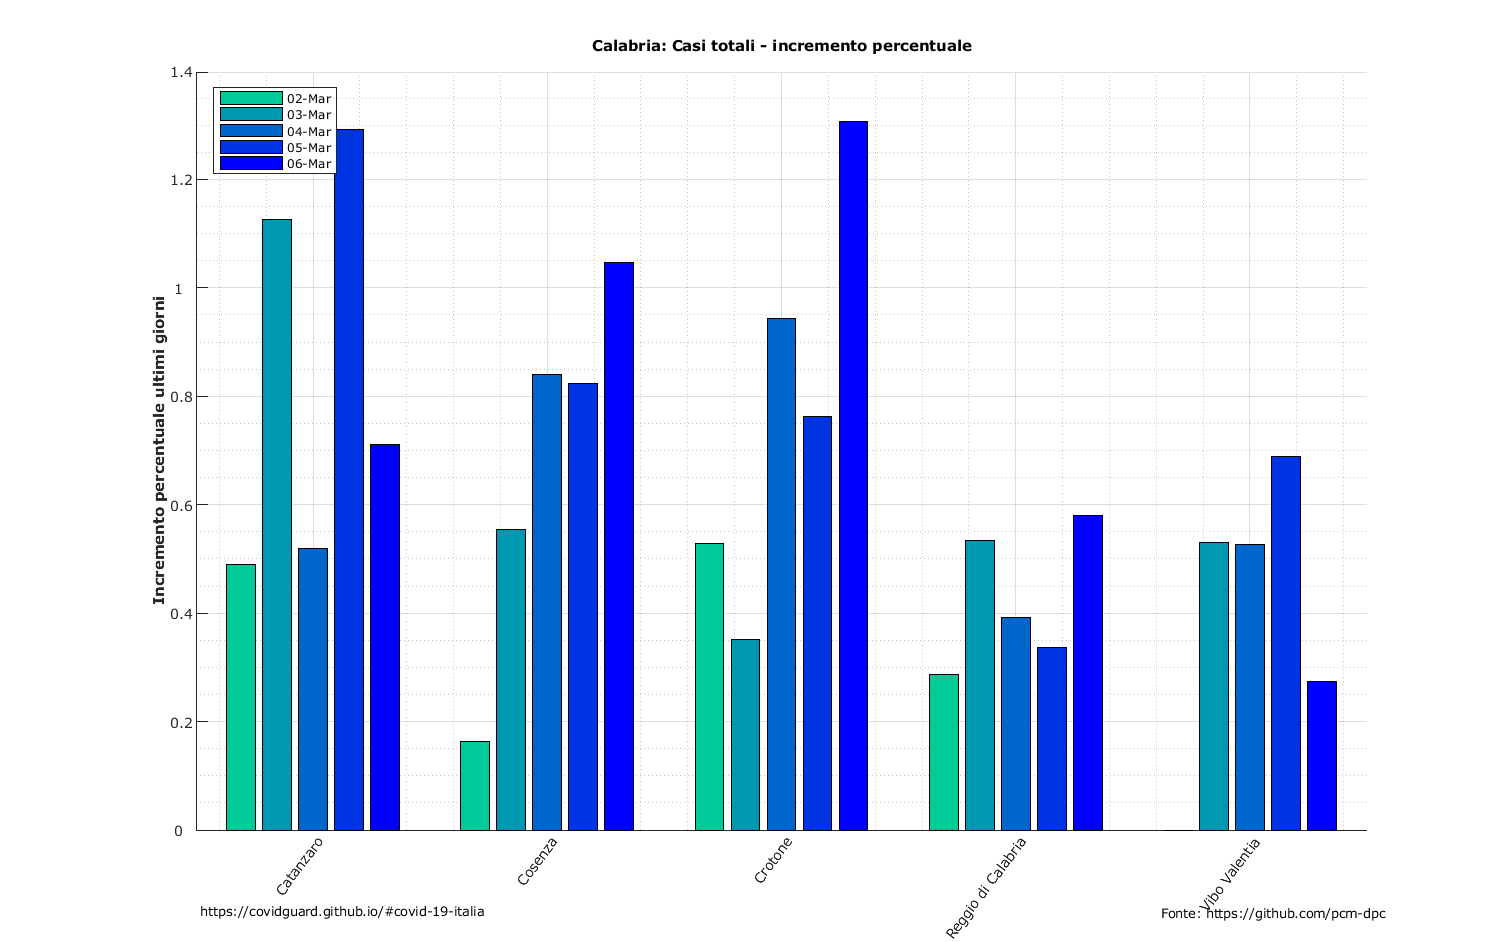 Calabria: Casi totali - incremento percentuale
Incremento percentuale ultimi giorni
1.4
1.2
1
0.8
0.6
0.4
0.2
0
02-Mar
03-Mar
04-Mar
05-Mar
06-Mar
Catanzaro
Cosenza
Crotone
Reggio di Calabria
Vibo Valentia
https://covidguard.github.io/#covid-19-italia
Fonte: https://github.com/pcm-dpc